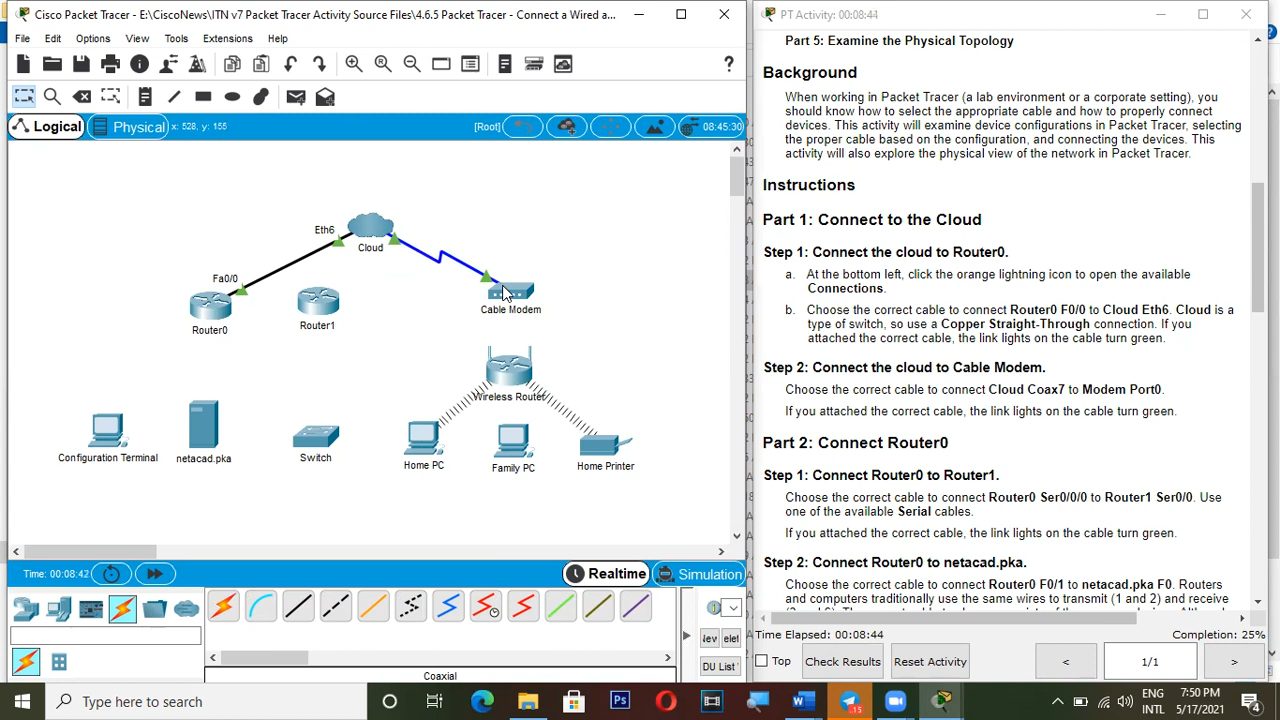 Cisco Packet Tracer - E:\CiscoNews\ITN v7 Packet Tracer Activity Source Files\4.6.5 Packet Tracer - Connect a Wired a...
File Edit Options View Tools Extensions Help
Logical Physical x: 528, y: 155 [Root] 08:45:30
Eth6
Cloud
Fa0/0
Router0
Router1
Cable Modem
Wireless Router
Configuration Terminal
netacad.pka
Switch
Home PC
Family PC
Home Printer
Time: 00:08:42 Realtime Simulation
DU List
Coaxial
PT Activity: 00:08:44
Part 5: Examine the Physical Topology
Background
When working in Packet Tracer (a lab environment or a corporate setting), you
should know how to select the appropriate cable and how to properly connect
devices. This activity will examine device configurations in Packet Tracer, selecting
the proper cable based on the configuration, and connecting the devices. This
activity will also explore the physical view of the network in Packet Tracer.
Instructions
Part 1: Connect to the Cloud
Step 1: Connect the cloud to Router0.
a. At the bottom left, click the orange lightning icon to open the available
Connections.
b. Choose the correct cable to connect Router0 F0/0 to Cloud Eth6. Cloud is a
type of switch, so use a Copper Straight-Through connection. If you
attached the correct cable, the link lights on the cable turn green.
Step 2: Connect the cloud to Cable Modem.
Choose the correct cable to connect Cloud Coax7 to Modem Port0.
If you attached the correct cable, the link lights on the cable turn green.
Part 2: Connect Router0
Step 1: Connect Router0 to Router1.
Choose the correct cable to connect Router0 Ser0/0/0 to Router1 Ser0/0. Use
one of the available Serial cables.
If you attached the correct cable, the link lights on the cable turn green.
Step 2: Connect Router0 to netacad.pka.
Choose the correct cable to connect Router0 F0/1 to netacad.pka F0. Routers
and computers traditionally use the same wires to transmit (1 and 2) and receive
Time Elapsed: 00:08:44 Completion: 25%
Top Check Results Reset Activity < 1/1 >
Type here to search
15
ENG
INTL
7:50 PM
5/17/2021
4